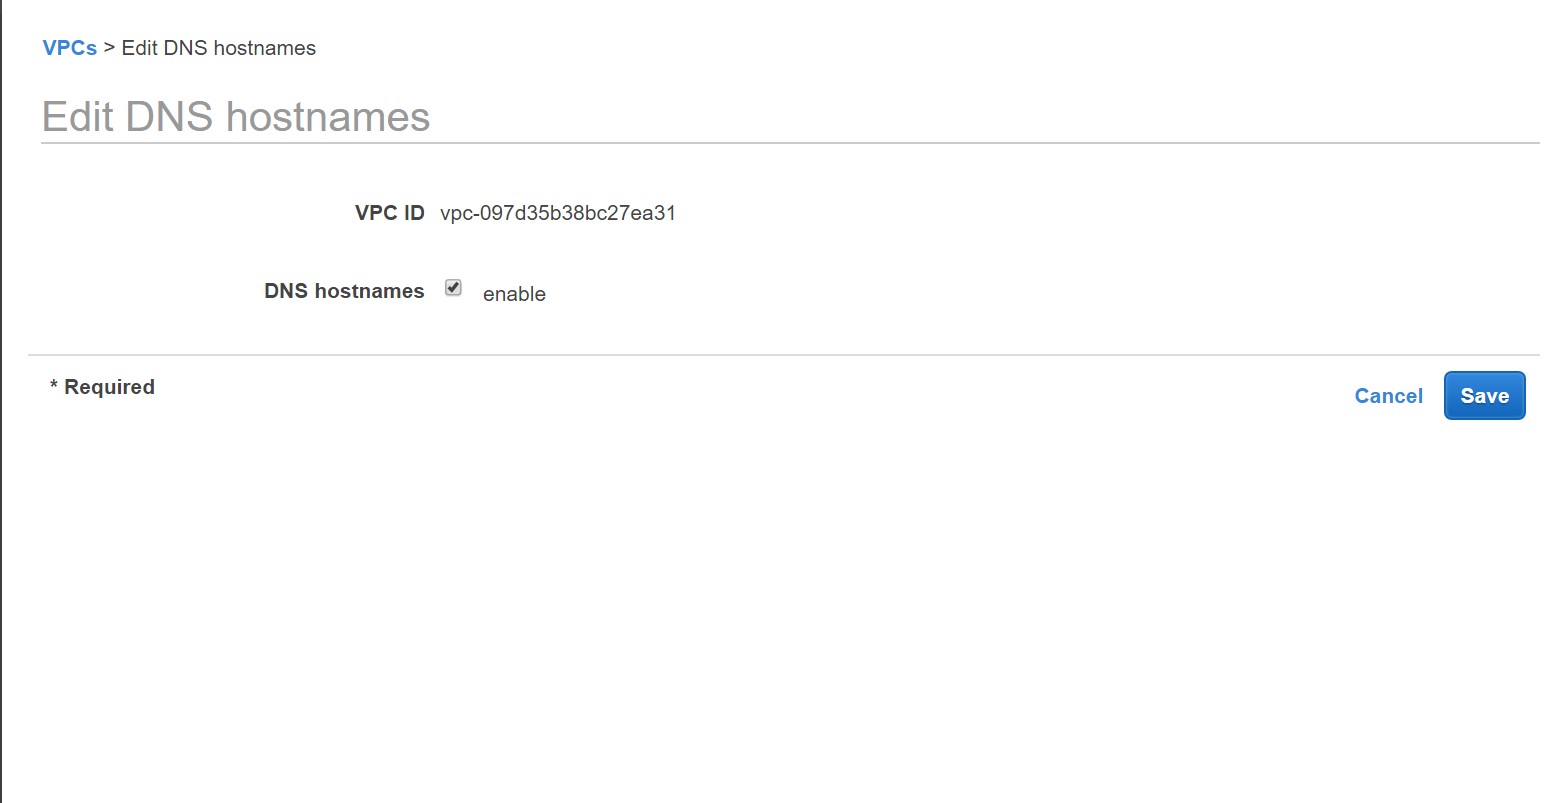 VPCs > Edit DNS hostnames
Edit DNS hostnames
VPC ID vpc-097d35b38bc27ea31
DNS hostnames enable
* Required
Cancel Save